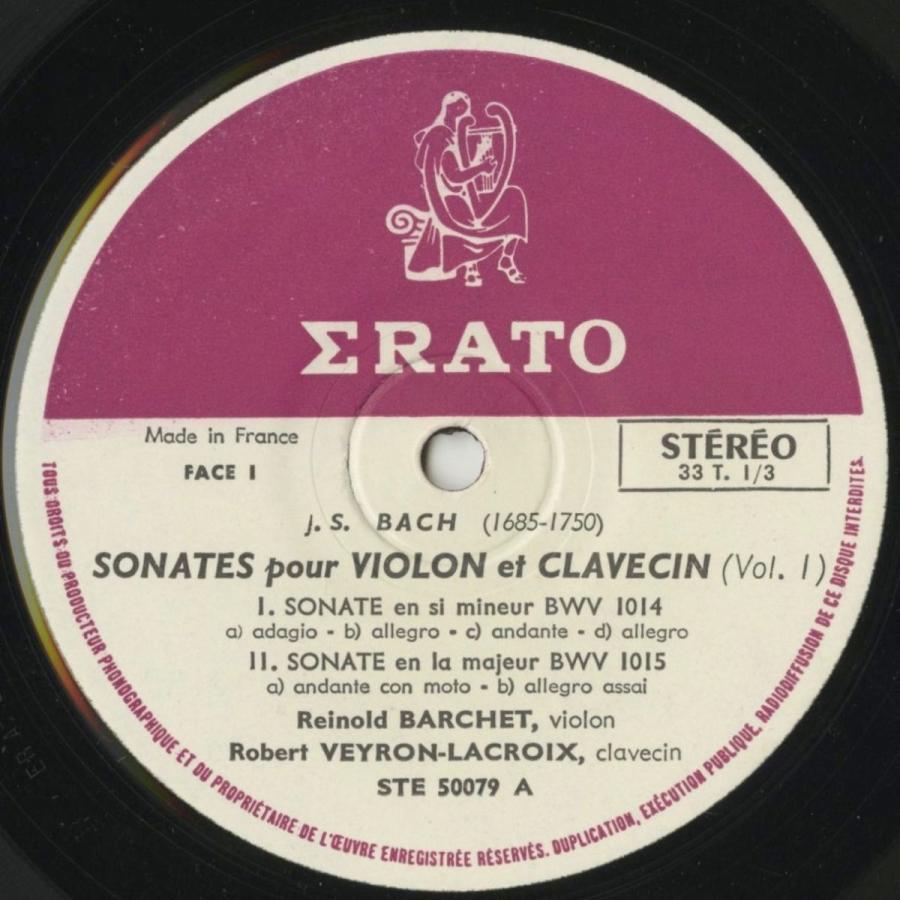 ΣRATO
Made in France
FACE 1
STÉRÉO
33 T. 1/3
J. S. BACH (1685-1750)
SONATES pour VIOLON et CLAVECIN (Vol. 1)
I. SONATE en si mineur BWV 1014
a) adagio - b) allegro - c) andante - d) allegro
II. SONATE en la majeur BWV 1015
a) andante con moto - b) allegro assai
Reinold BARCHET, violon
Robert VEYRON-LACROIX, clavecin
STE 50079 A
TOUS DROITS DU PRODUCTEUR PHONOGRAPHIQUE ET DU PROPRIÉTAIRE DE L'ŒUVRE ENREGISTRÉE RÉSERVÉS. DUPLICATION, EXÉCUTION PUBLIQUE, RADIODIFFUSION DE CE DISQUE INTERDITES.